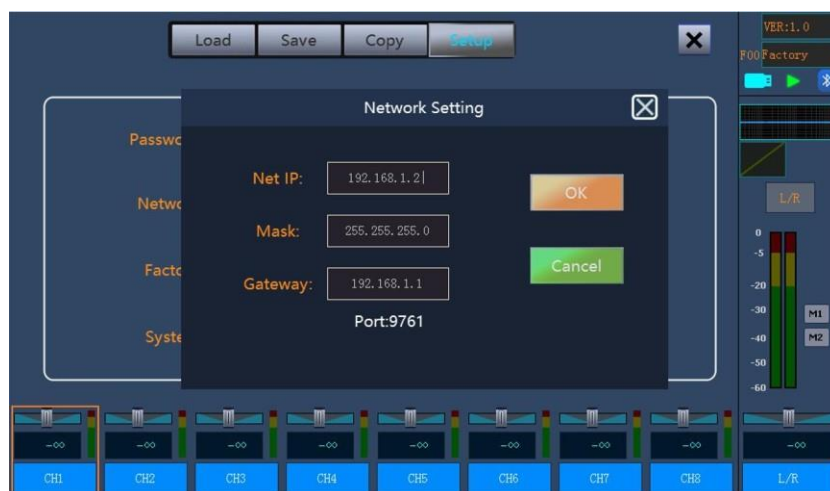 Load Save Copy Setup
VER:1.0
F00 Factory
Network Setting
Passwo
Netwo
Facto
Syste
Net IP: 192.168.1.2
Mask: 255.255.255.0
Gateway: 192.168.1.1
Port:9761
OK
Cancel
L/R
0
-5
-20
-30
-40
-50
-60
M1
M2
-∞ -∞ -∞ -∞ -∞ -∞ -∞ -∞ -∞
CH1 CH2 CH3 CH4 CH5 CH6 CH7 CH8 L/R